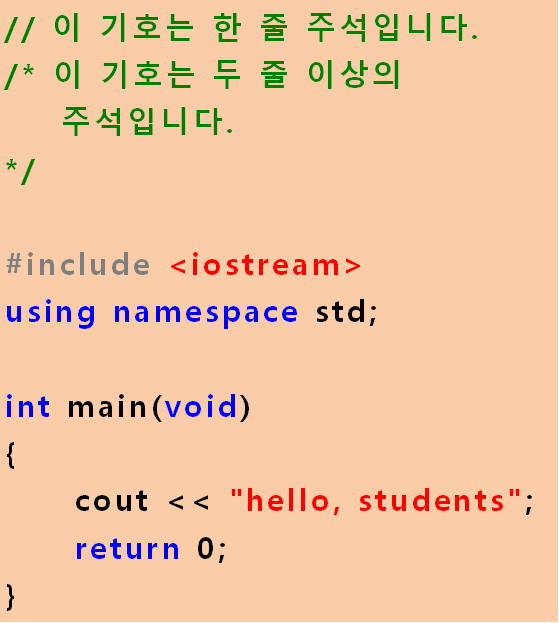 // 이 기호는 한 줄 주석입니다.
/* 이 기호는 두 줄 이상의
주석입니다.
*/
#include <iostream>
using namespace std;
int main(void)
{
cout << "hello, students";
return 0;
}